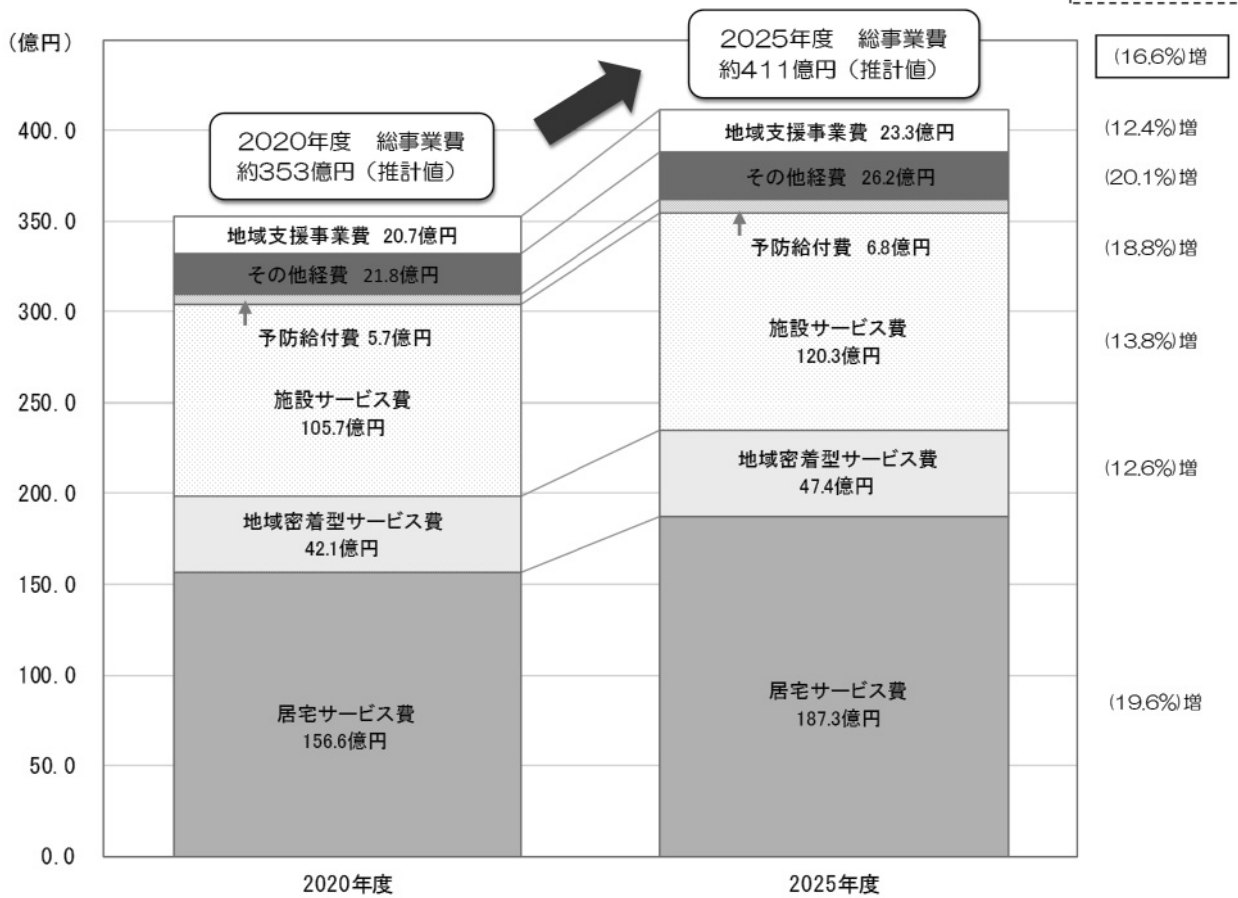 (億円)
2025年度　総事業費
約411億円（推計値）
(16.6%)増
2020年度　総事業費
約353億円（推計値）
400.0
地域支援事業費 23.3億円
(12.4%)増
その他経費 26.2億円
(20.1%)増
350.0
地域支援事業費 20.7億円
予防給付費 6.8億円
(18.8%)増
その他経費 21.8億円
300.0
予防給付費 5.7億円
施設サービス費
120.3億円
(13.8%)増
250.0
施設サービス費
105.7億円
地域密着型サービス費
47.4億円
(12.6%)増
200.0
地域密着型サービス費
42.1億円
150.0
100.0
居宅サービス費
187.3億円
(19.6%)増
居宅サービス費
156.6億円
50.0
0.0
2020年度
2025年度